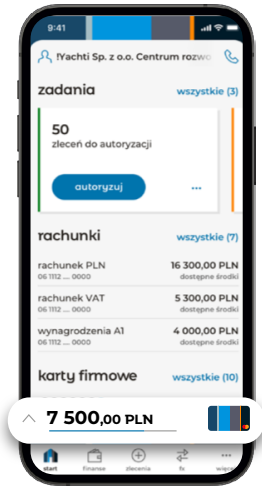 9:41
!Yachti Sp. z o.o. Centrum rozwo
zadania wszystkie (3)
50
zleceń do autoryzacji
autoryzuj ...
rachunki wszystkie (7)
rachunek PLN 16 300,00 PLN
06 1112 .... 0000 dostępne środki
rachunek VAT 5 300,00 PLN
06 1112 .... 0000 dostępne środki
wynagrodzenia A1 4 000,00 PLN
06 1112 .... 0000 dostępne środki
karty firmowe wszystkie (10)
7 500,00 PLN
start finanse zlecenia fx więcej